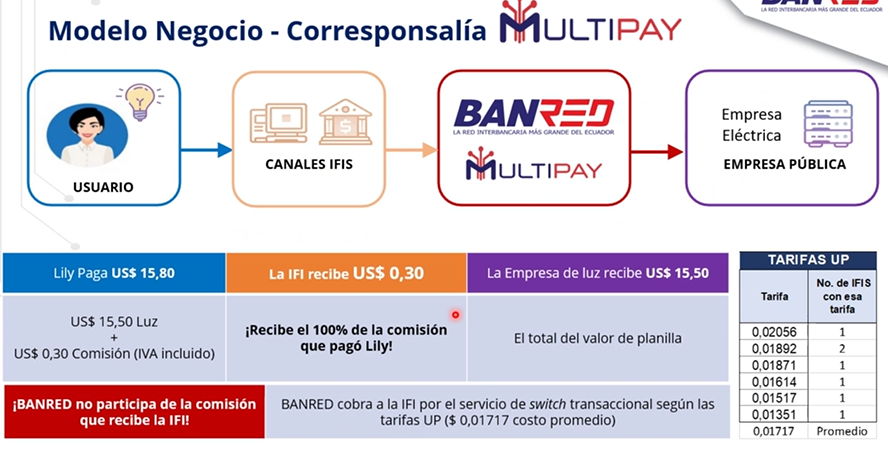 Modelo Negocio - Corresponsalía MULTIPAY
BANRED
LA RED INTERBANCARIA MÁS GRANDE DEL ECUADOR
USUARIO
CANALES IFIS
BANRED
LA RED INTERBANCARIA MÁS GRANDE DEL ECUADOR
MULTIPAY
Empresa
Eléctrica
EMPRESA PÚBLICA
Lily Paga US$ 15,80
La IFI recibe US$ 0,30
La Empresa de luz recibe US$ 15,50
US$ 15,50 Luz
+
US$ 0,30 Comisión (IVA incluido)
¡Recibe el 100% de la comisión
que pagó Lily!
El total del valor de planilla
¡BANRED no participa de la comisión
que recibe la IFI!
BANRED cobra a la IFI por el servicio de switch transaccional según las
tarifas UP ($ 0,01717 costo promedio)
TARIFAS UP
Tarifa
No. de IFIS
con esa
tarifa
0,02056 1
0,01892 2
0,01871 1
0,01614 1
0,01517 1
0,01351 1
0,01717 Promedio